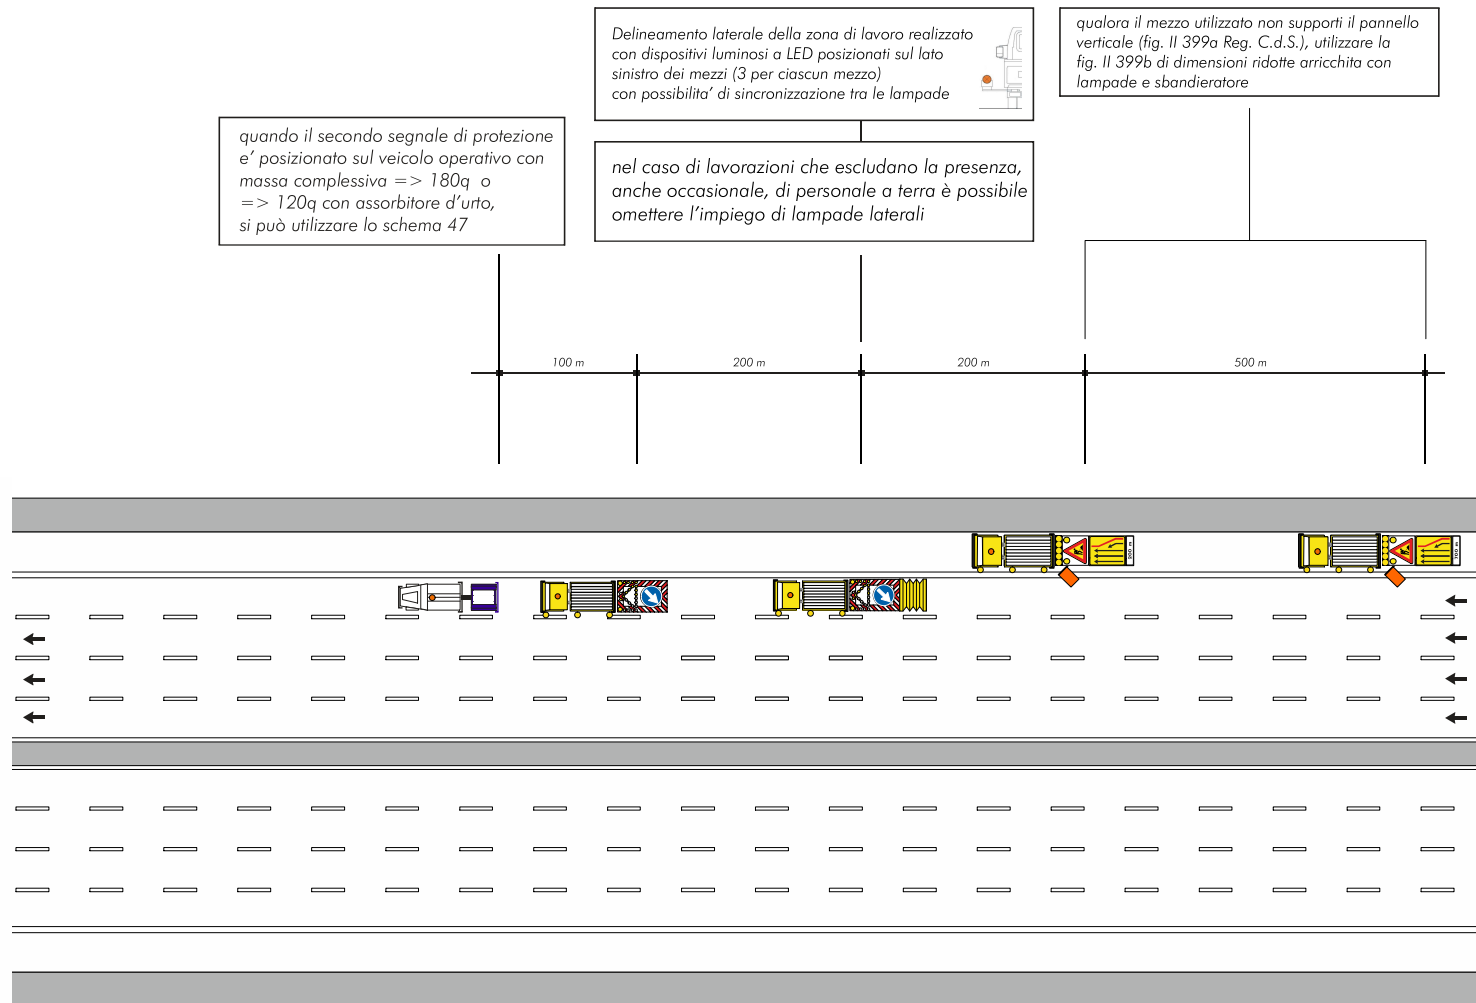 Delineamento laterale della zona di lavoro realizzato
con dispositivi luminosi a LED posizionati sul lato
sinistro dei mezzi (3 per ciascun mezzo)
con possibilita' di sincronizzazione tra le lampade
qualora il mezzo utilizzato non supporti il pannello
verticale (fig. II 399a Reg. C.d.S.), utilizzare la
fig. II 399b di dimensioni ridotte arricchita con
lampade e sbandieratore
quando il secondo segnale di protezione
e' posizionato sul veicolo operativo con
massa complessiva => 180q o
=> 120q con assorbitore d'urto,
si può utilizzare lo schema 47
nel caso di lavorazioni che escludano la presenza,
anche occasionale, di personale a terra è possibile
omettere l'impiego di lampade laterali
100 m
200 m
200 m
500 m
200 m
700 m